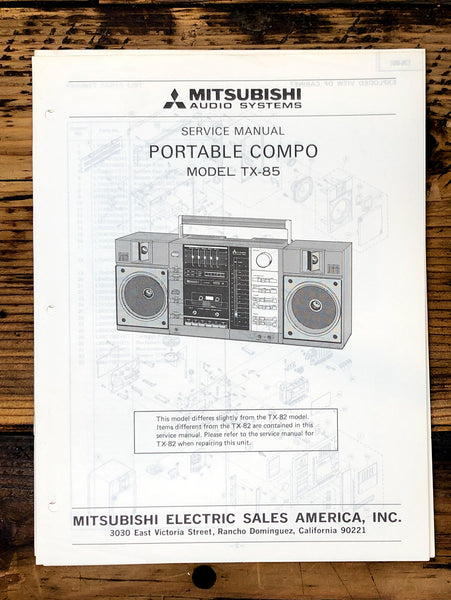 MITSUBISHI
AUDIO SYSTEMS
SERVICE MANUAL
PORTABLE COMPO
MODEL TX-85
This model differes slightly from the TX-82 model.
Items different from the TX-82 are contained in this
service manual. Please refer to the service manual for
TX-82 when repairing this unit.
MITSUBISHI ELECTRIC SALES AMERICA, INC.
3030 East Victoria Street, Rancho Dominguez, California 90221